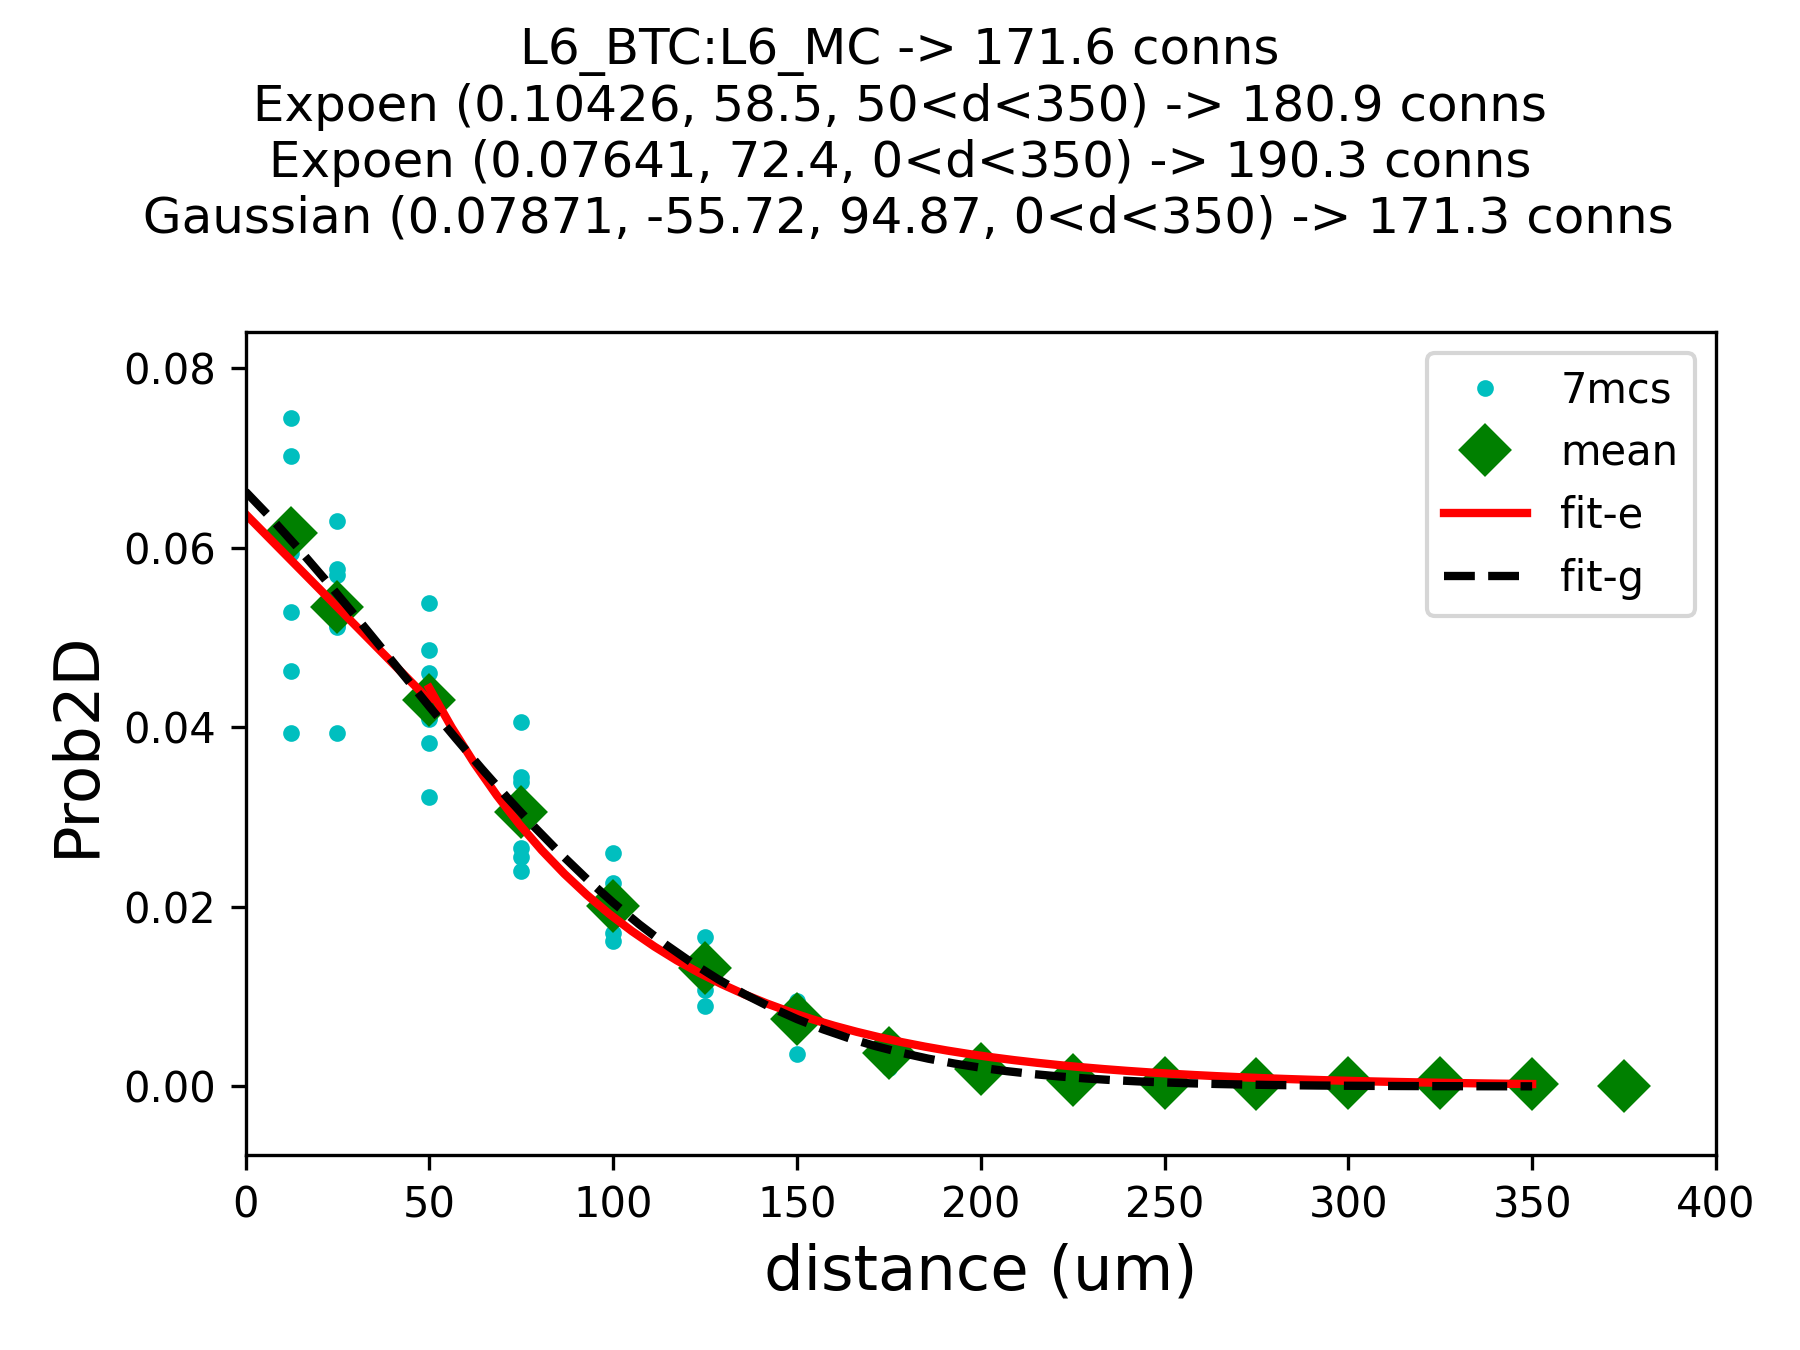 L6_BTC:L6_MC -> 171.6 conns
Expoen (0.10426, 58.5, 50<d<350) -> 180.9 conns
Expoen (0.07641, 72.4, 0<d<350) -> 190.3 conns
Gaussian (0.07871, -55.72, 94.87, 0<d<350) -> 171.3 conns
7mcs
mean
fit-e
fit-g
Prob2D
0.08
0.06
0.04
0.02
0.00
0 50 100 150 200 250 300 350 400
distance (um)